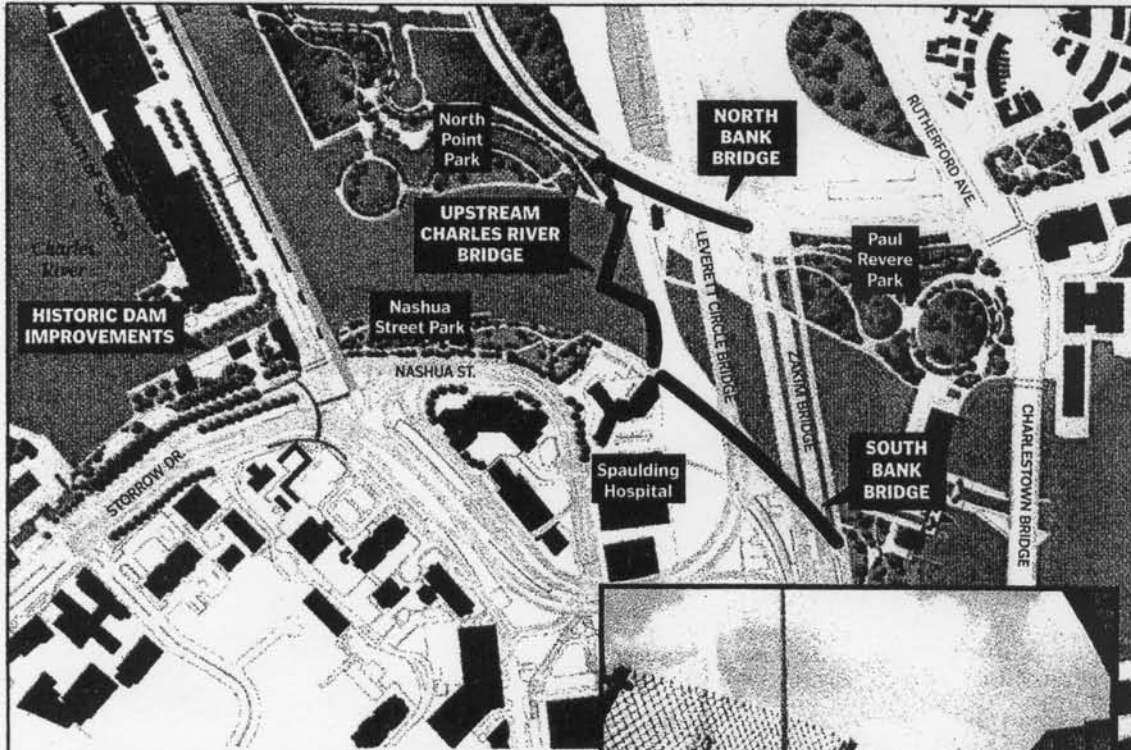 Museum of Science
Charles
River
HISTORIC DAM
IMPROVEMENTS
North
Point
Park
UPSTREAM
CHARLES RIVER
BRIDGE
Nashua
Street Park
NASHUA ST.
STORROW DR.
Spaulding
Hospital
NORTH
BANK
BRIDGE
LEVERETT CIRCLE BRIDGE
ZAKIM BRIDGE
RUTHERFORD AVE.
Paul
Revere
Park
SOUTH
BANK
BRIDGE
CHARLESTOWN BRIDGE